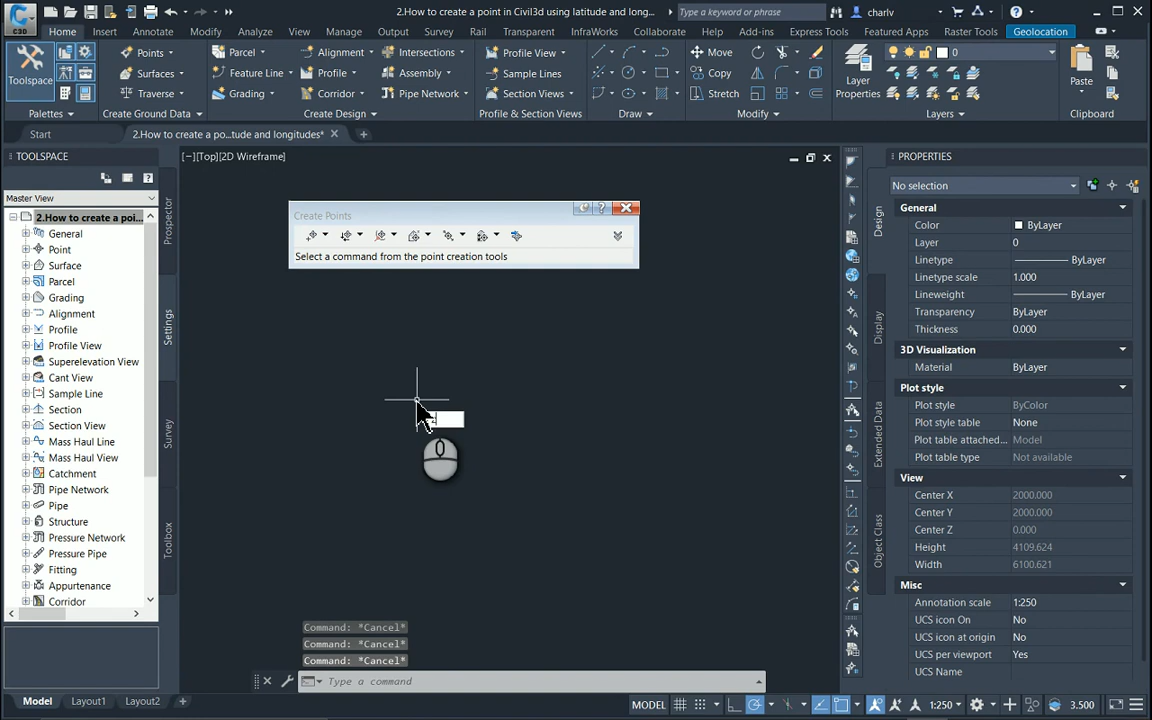 2.How to create a point in Civil3d using latitude and long...
Type a keyword or phrase
charlv
C3D
Home Insert Annotate Modify Analyze View Manage Output Survey Rail Transparent InfraWorks Collaborate Help Add-ins Express Tools Featured Apps Raster Tools Geolocation
Toolspace
Palettes
Points
Surfaces
Traverse
Create Ground Data
Parcel
Feature Line
Grading
Alignment
Profile
Corridor
Intersections
Assembly
Pipe Network
Create Design
Profile View
Sample Lines
Section Views
Profile & Section Views
Draw
Move
Copy
Stretch
Modify
Layer
Properties
0
Layers
Paste
Clipboard
Start
2.How to create a po...tude and longitudes*
TOOLSPACE
Master View
2.How to create a poi...
General
Point
Surface
Parcel
Grading
Alignment
Profile
Profile View
Superelevation View
Cant View
Sample Line
Section
Section View
Mass Haul Line
Mass Haul View
Catchment
Pipe Network
Pipe
Structure
Pressure Network
Pressure Pipe
Fitting
Appurtenance
Corridor
Prospector
Settings
Survey
Toolbox
[−][Top][2D Wireframe]
Create Points
Select a command from the point creation tools
Command: *Cancel*
Command: *Cancel*
Command: *Cancel*
Type a command
PROPERTIES
No selection
Design
Display
Extended Data
Object Class
General
Color ByLayer
Layer 0
Linetype ByLayer
Linetype scale 1.000
Lineweight ByLayer
Transparency ByLayer
Thickness 0.000
3D Visualization
Material ByLayer
Plot style
Plot style ByColor
Plot style table None
Plot table attached... Model
Plot table type Not available
View
Center X 2000.000
Center Y 2000.000
Center Z 0.000
Height 4109.624
Width 6100.621
Misc
Annotation scale 1:250
UCS icon On No
UCS icon at origin No
UCS per viewport Yes
UCS Name
Model Layout1 Layout2
MODEL 1:250 3.500